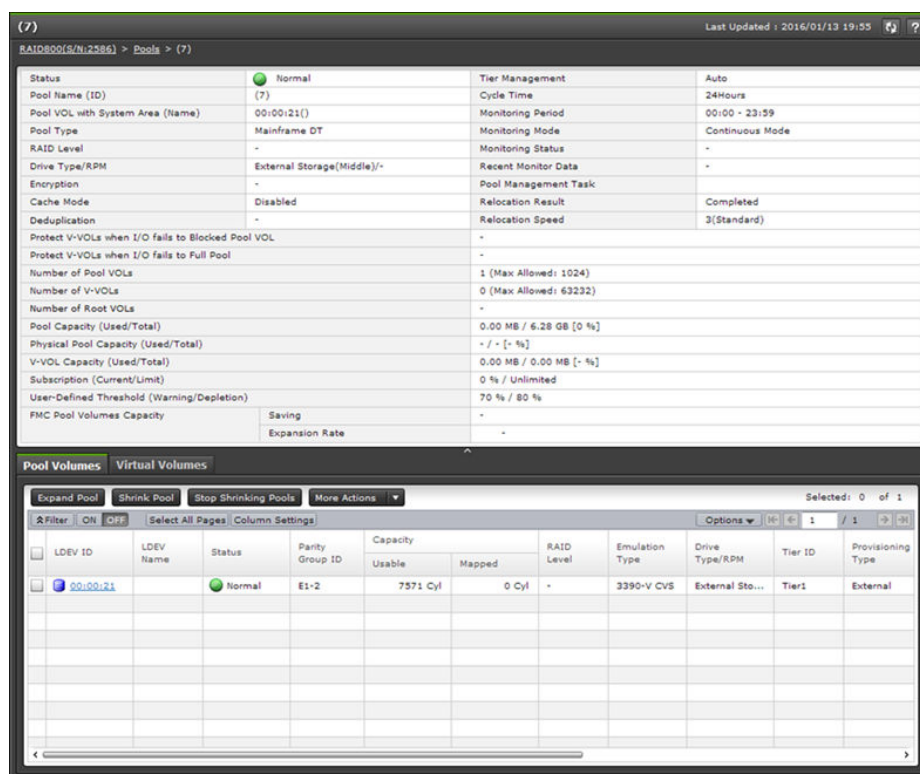 (7) Last Updated : 2016/01/13 19:55 ?
RAID800(S/N:2586) > Pools > (7)
Status Normal Tier Management Auto
Pool Name (ID) (7) Cycle Time 24Hours
Pool VOL with System Area (Name) 00:00:21() Monitoring Period 00:00 - 23:59
Pool Type Mainframe DT Monitoring Mode Continuous Mode
RAID Level - Monitoring Status -
Drive Type/RPM External Storage(Middle)/- Recent Monitor Data -
Encryption - Pool Management Task
Cache Mode Disabled Relocation Result Completed
Deduplication - Relocation Speed 3(Standard)
Protect V-VOLs when I/O fails to Blocked Pool VOL -
Protect V-VOLs when I/O fails to Full Pool -
Number of Pool VOLs 1 (Max Allowed: 1024)
Number of V-VOLs 0 (Max Allowed: 63232)
Number of Root VOLs -
Pool Capacity (Used/Total) 0.00 MB / 6.28 GB [0 %]
Physical Pool Capacity (Used/Total) - / - [- %]
V-VOL Capacity (Used/Total) 0.00 MB / 0.00 MB [- %]
Subscription (Current/Limit) 0 % / Unlimited
User-Defined Threshold (Warning/Depletion) 70 % / 80 %
FMC Pool Volumes Capacity Saving -
Expansion Rate -
Pool Volumes Virtual Volumes
Expand Pool Shrink Pool Stop Shrinking Pools More Actions Selected: 0 of 1
Filter ON OFF Select All Pages Column Settings Options 1 / 1
LDEV ID LDEV Name Status Parity Group ID Capacity Usable Mapped RAID Level Emulation Type Drive Type/RPM Tier ID Provisioning Type
00:00:21 Normal E1-2 7571 Cyl 0 Cyl - 3390-V CVS External Sto... Tier1 External